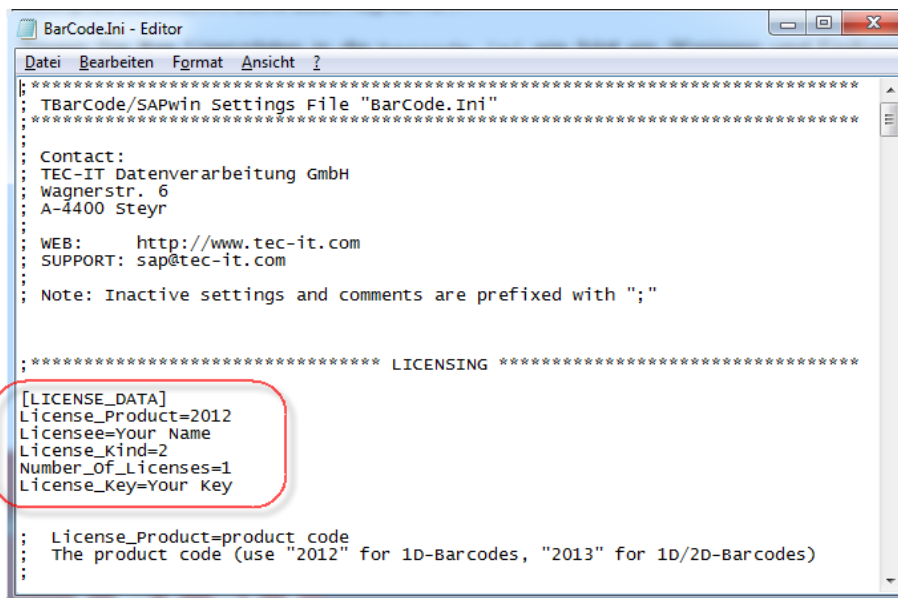 BarCode.Ini - Editor
Datei Bearbeiten Format Ansicht ?
;******************************************************************************
; TBarCode/SAPwin Settings File "BarCode.Ini"
;******************************************************************************
;
; Contact:
; TEC-IT Datenverarbeitung GmbH
; Wagnerstr. 6
; A-4400 Steyr
;
; WEB: http://www.tec-it.com
; SUPPORT: sap@tec-it.com
;
; Note: Inactive settings and comments are prefixed with ";"
;********************************* LICENSING **********************************
[LICENSE_DATA]
License_Product=2012
Licensee=Your Name
License_Kind=2
Number_Of_Licenses=1
License_Key=Your Key
; License_Product=product code
; The product code (use "2012" for 1D-Barcodes, "2013" for 1D/2D-Barcodes)
;